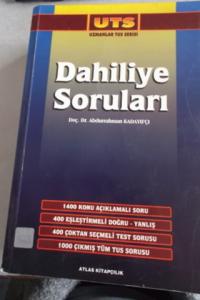 UTS
UZMANLAR TUS SERİSİ
Dahiliye
Soruları
Doç. Dr. Abdurrahman KADAYIFÇI
1400 KONU AÇIKLAMALI SORU
400 EŞLEŞTİRMELİ DOĞRU - YANLIŞ
400 ÇOKTAN SEÇMELİ TEST SORUSU
1000 ÇIKMIŞ TÜM TUS SORUSU
ATLAS KİTAPÇILIK